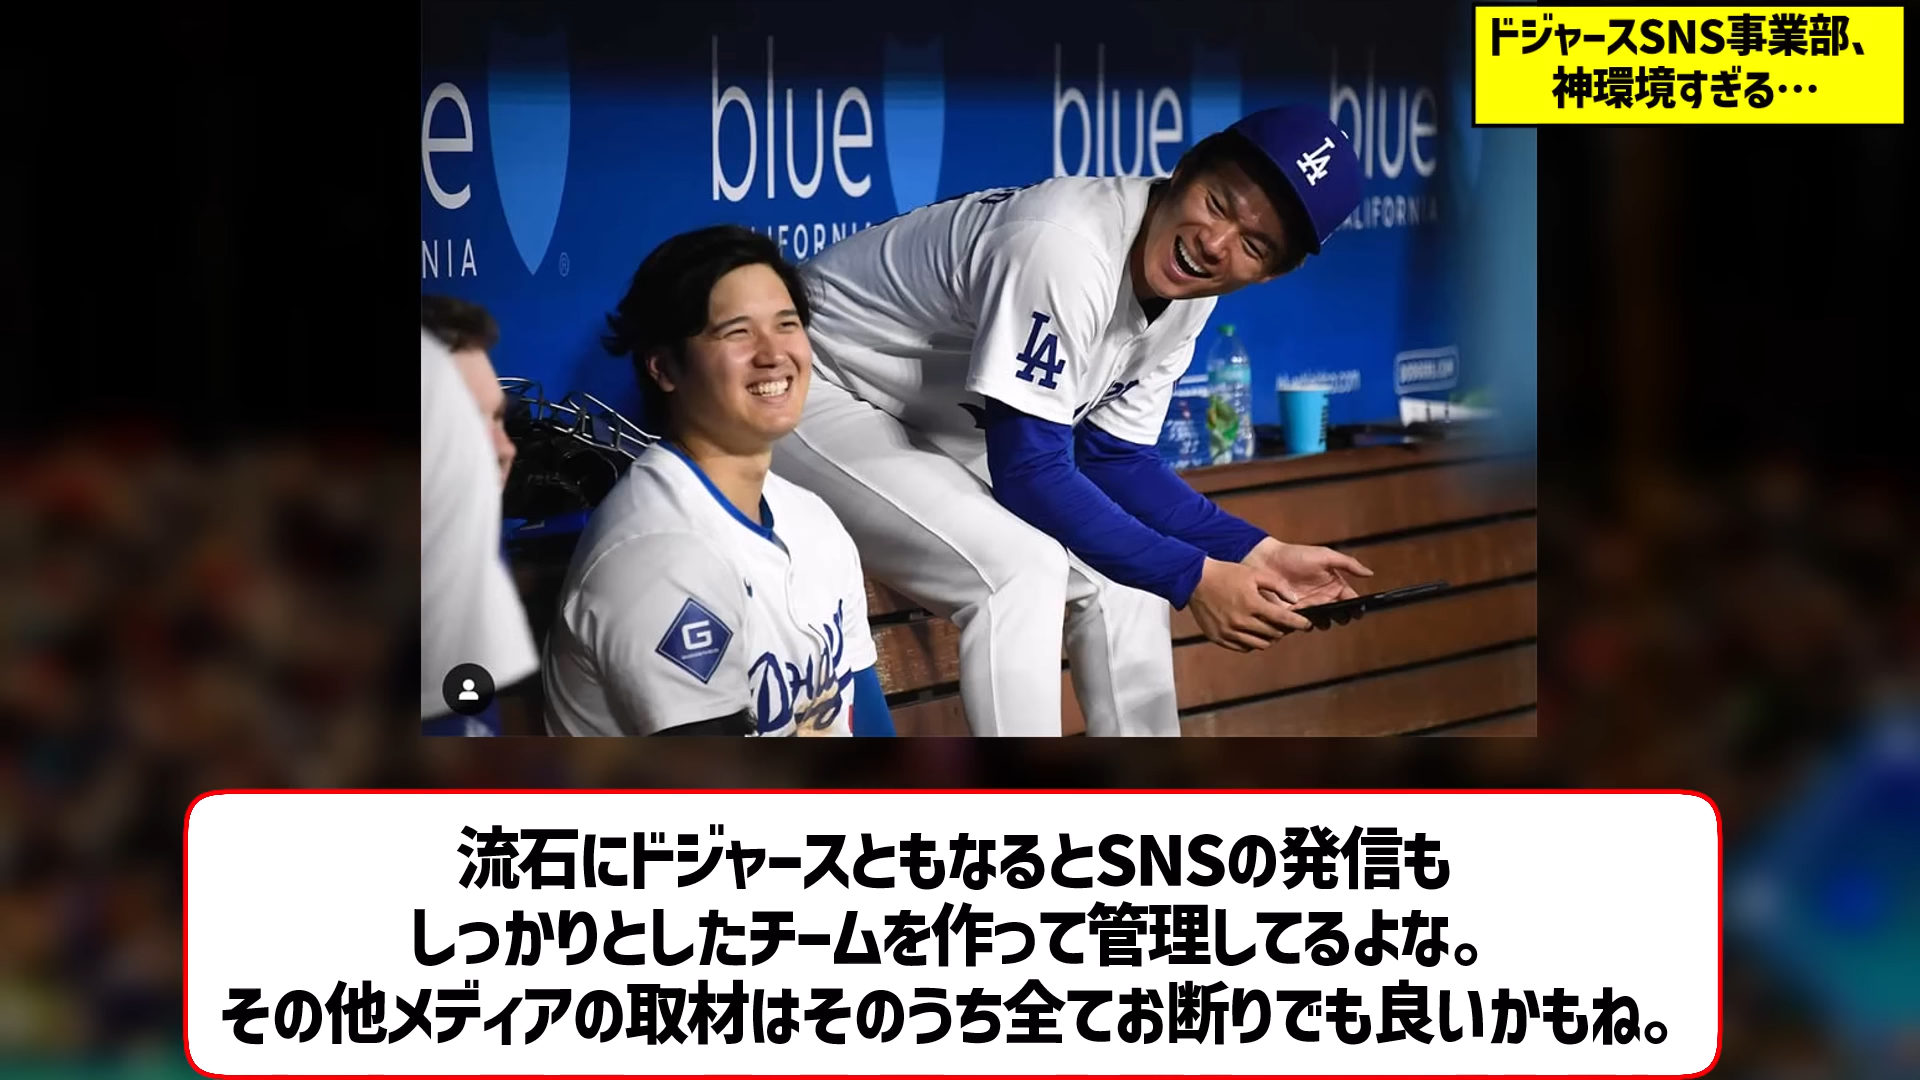 ドジャースSNS事業部、
神環境すぎる…
e
NIA
®
blue
CALIFORNIA
blue
blue
CALIFORNIA
LA
LA
G
Dodg
流石にドジャースともなるとSNSの発信も
しっかりとしたチームを作って管理してるよな。
その他メディアの取材はそのうち全てお断りでも良いかもね。